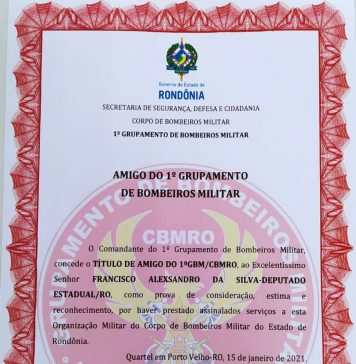 Governo do Estado de
RONDÔNIA
SECRETARIA DE SEGURANÇA, DEFESA E CIDADANIA
CORPO DE BOMBEIROS MILITAR
1º GRUPAMENTO DE BOMBEIROS MILITAR
AMIGO DO 1º GRUPAMENTO
DE BOMBEIROS MILITAR
GRUPAMENTO DE BOMBEIROS MILITAR
CBMRO
O Comandante do 1º Grupamento de Bombeiros Militar,
concede o TÍTULO DE AMIGO DO 1ºGBM/CBMRO, ao Excelentíssimo
Senhor FRANCISCO ALEXSANDRO DA SILVA-DEPUTADO
ESTADUAL/RO, como prova de consideração, estima e
reconhecimento, por haver prestado assinalados serviços a esta
Organização Militar do Corpo de Bombeiros Militar do Estado de
Rondônia.
Quartel em Porto Velho-RO, 15 de janeiro de 2021.